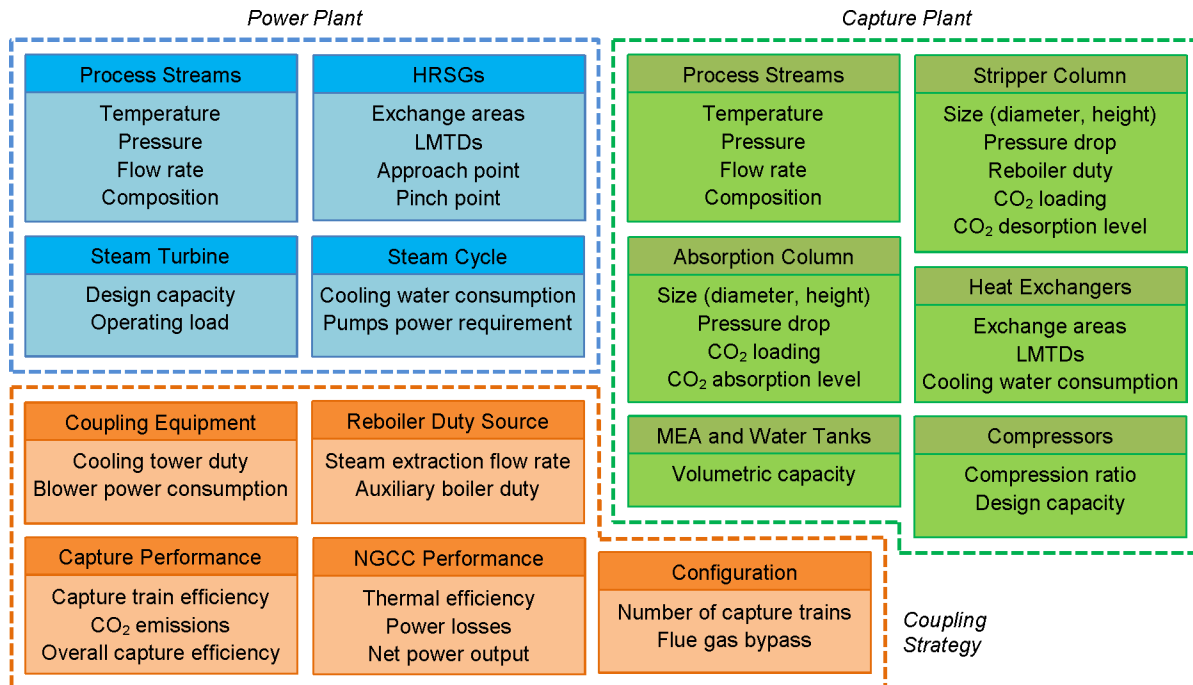 Power Plant
Process Streams
Temperature
Pressure
Flow rate
Composition
HRSGs
Exchange areas
LMTDs
Approach point
Pinch point
Steam Turbine
Design capacity
Operating load
Steam Cycle
Cooling water consumption
Pumps power requirement
Capture Plant
Process Streams
Temperature
Pressure
Flow rate
Composition
Stripper Column
Size (diameter, height)
Pressure drop
Reboiler duty
CO₂ loading
CO₂ desorption level
Absorption Column
Size (diameter, height)
Pressure drop
CO₂ loading
CO₂ absorption level
Heat Exchangers
Exchange areas
LMTDs
Cooling water consumption
MEA and Water Tanks
Volumetric capacity
Compressors
Compression ratio
Design capacity
Coupling Equipment
Cooling tower duty
Blower power consumption
Reboiler Duty Source
Steam extraction flow rate
Auxiliary boiler duty
Capture Performance
Capture train efficiency
CO₂ emissions
Overall capture efficiency
NGCC Performance
Thermal efficiency
Power losses
Net power output
Configuration
Number of capture trains
Flue gas bypass
Coupling
Strategy